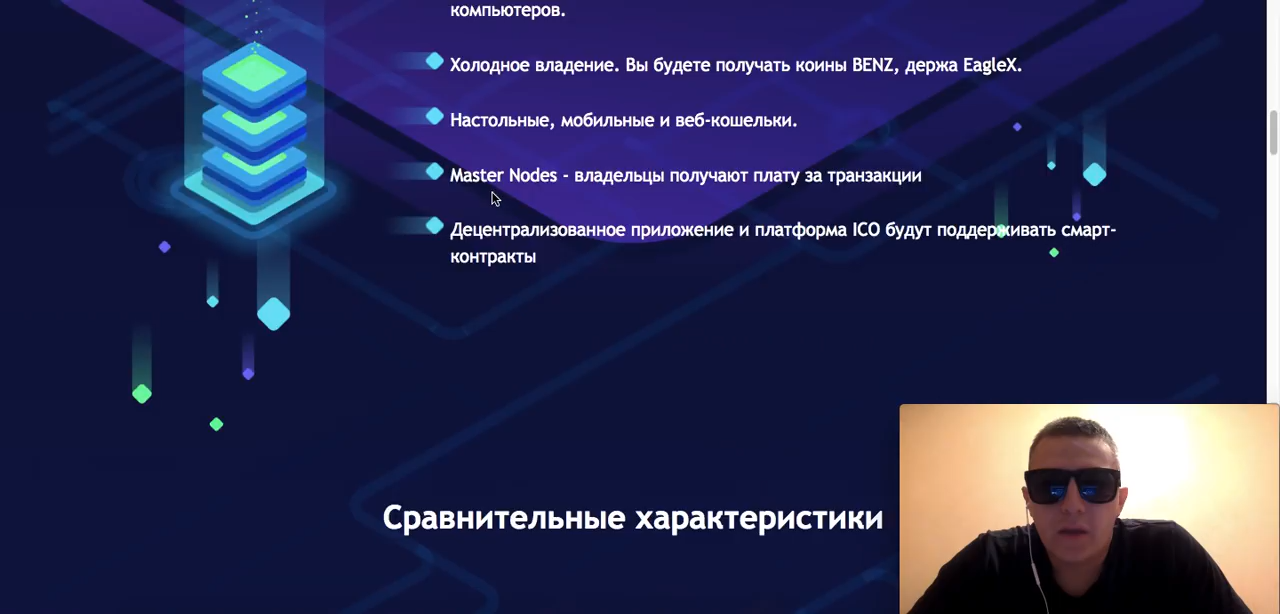 компьютеров.
Холодное владение. Вы будете получать коины BENZ, держа EagleX.
Настольные, мобильные и веб-кошельки.
Master Nodes - владельцы получают плату за транзакции
Децентрализованное приложение и платформа ICO будут поддерживать смарт-
контракты
Сравнительные характеристики